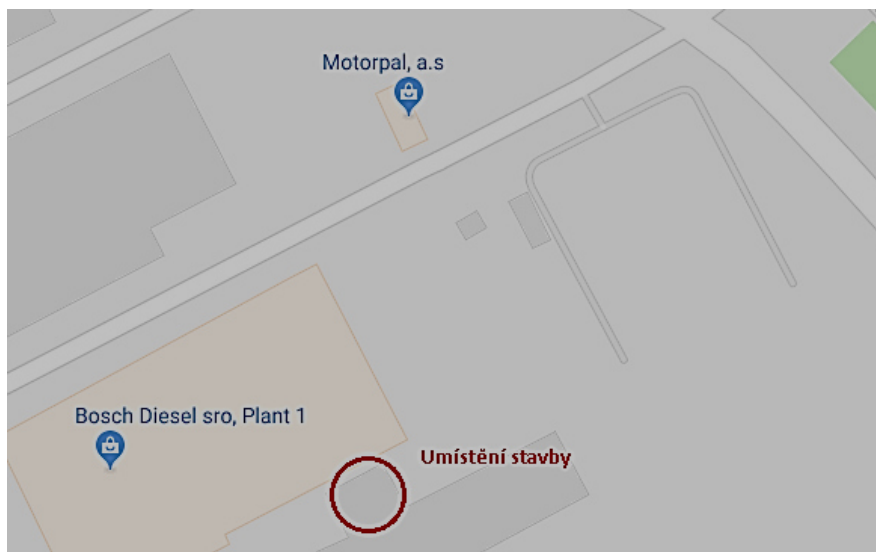 Motorpal, a.s
Bosch Diesel sro, Plant 1
Umístění stavby